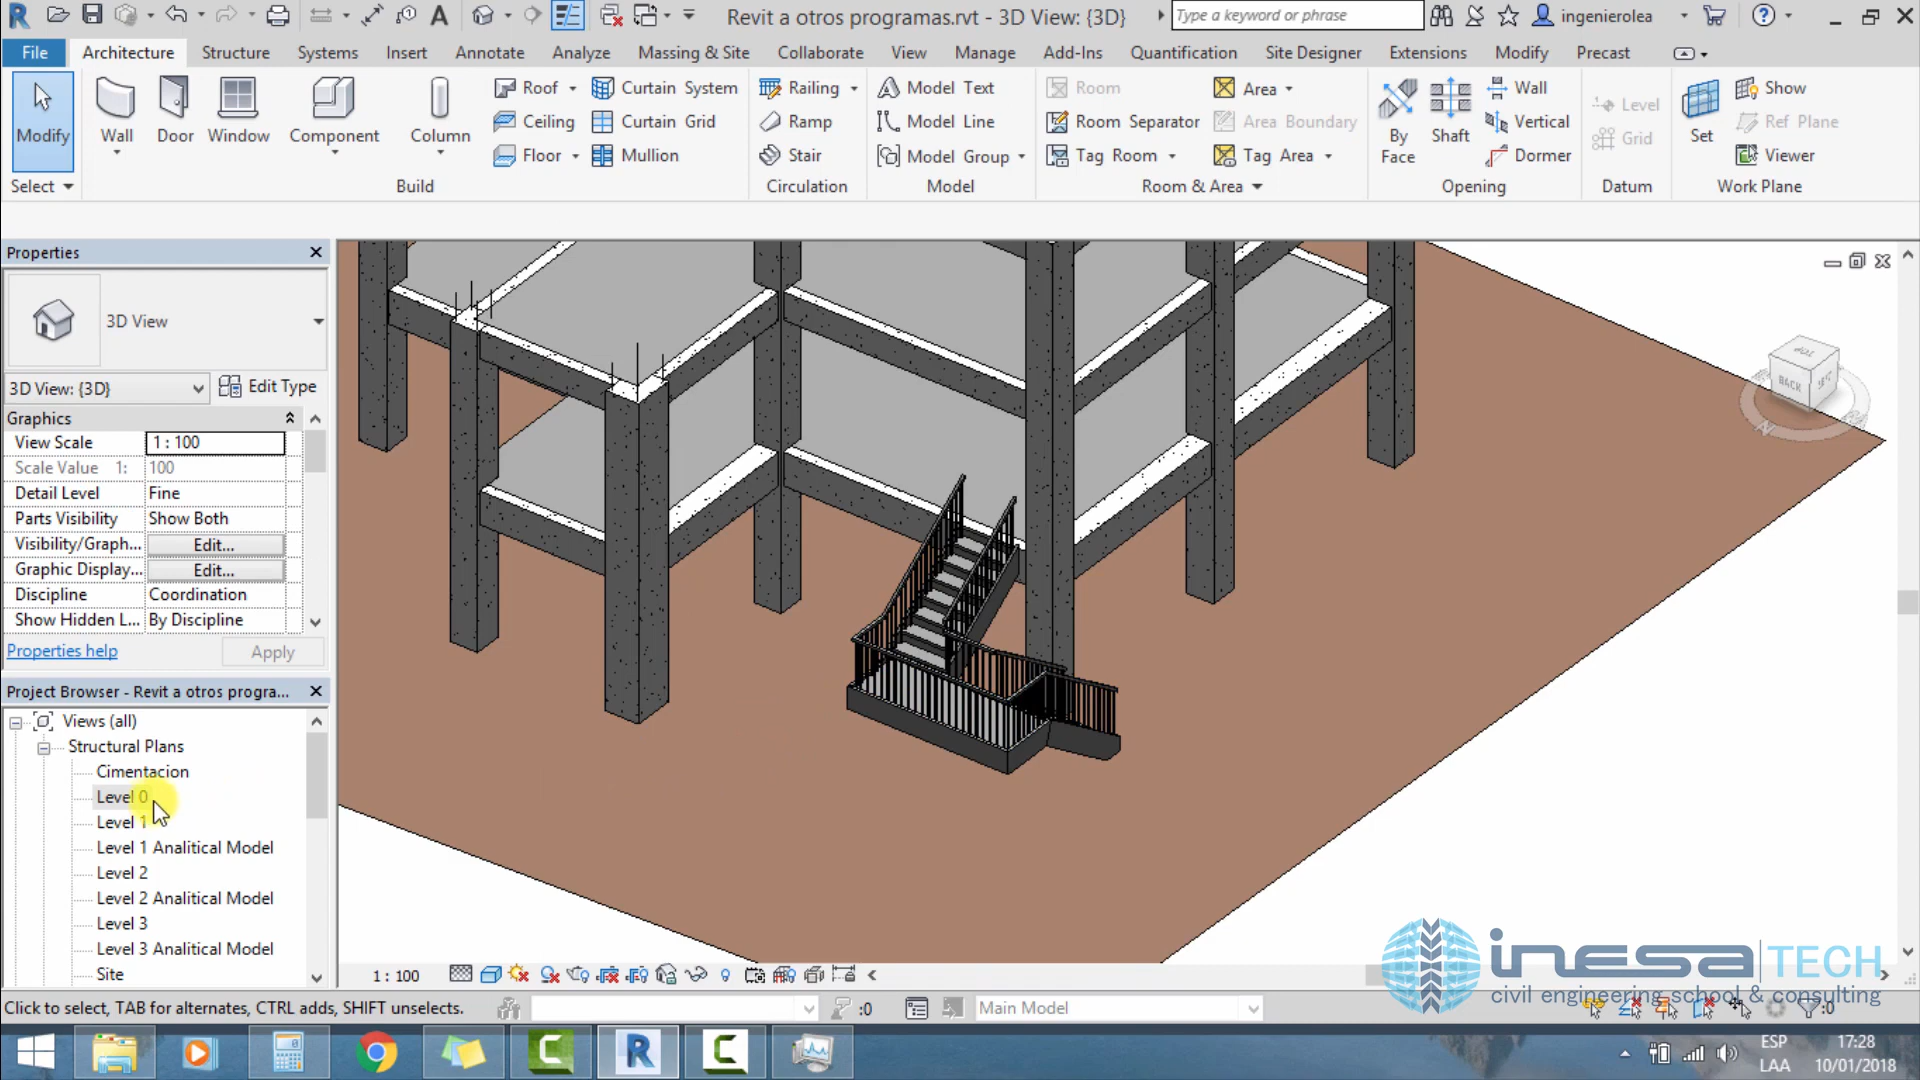 Revit a otros programas.rvt - 3D View: {3D}
Type a keyword or phrase
ingenierolea
File
Architecture
Structure
Systems
Insert
Annotate
Analyze
Massing & Site
Collaborate
View
Manage
Add-Ins
Quantification
Site Designer
Extensions
Modify
Precast
Modify
Wall
Door
Window
Component
Column
Roof
Ceiling
Floor
Curtain System
Curtain Grid
Mullion
Railing
Ramp
Stair
Model Text
Model Line
Model Group
Room
Room Separator
Tag Room
Area
Area Boundary
Tag Area
By
Face
Shaft
Wall
Vertical
Dormer
Level
Grid
Set
Show
Ref Plane
Viewer
Select
Build
Circulation
Model
Room & Area
Opening
Datum
Work Plane
Properties
3D View
3D View: {3D}
Edit Type
Graphics
View Scale
1 : 100
Scale Value 1:
100
Detail Level
Fine
Parts Visibility
Show Both
Visibility/Graph...
Edit...
Graphic Display...
Edit...
Discipline
Coordination
Show Hidden L...
By Discipline
Properties help
Apply
Project Browser - Revit a otros progra...
Views (all)
Structural Plans
Cimentacion
Level 0
Level 1
Level 1 Analitical Model
Level 2
Level 2 Analitical Model
Level 3
Level 3 Analitical Model
Site
TOP
BACK
1 : 100
inesa TECH
civil engineering school & consulting
Click to select, TAB for alternates, CTRL adds, SHIFT unselects.
:0
Main Model
:0
ESP
LAA
17:28
10/01/2018